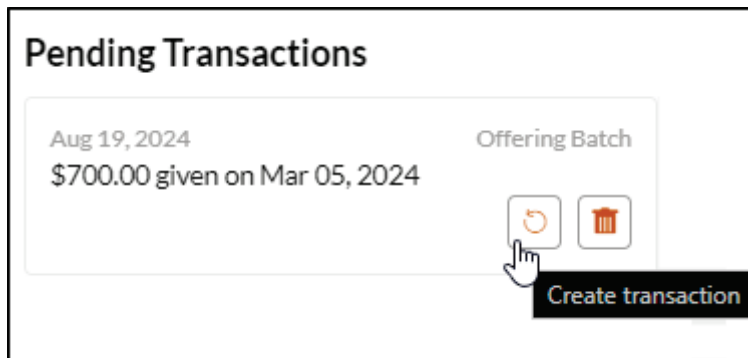 Pending Transactions
Aug 19, 2024 Offering Batch
$700.00 given on Mar 05, 2024
Create transaction